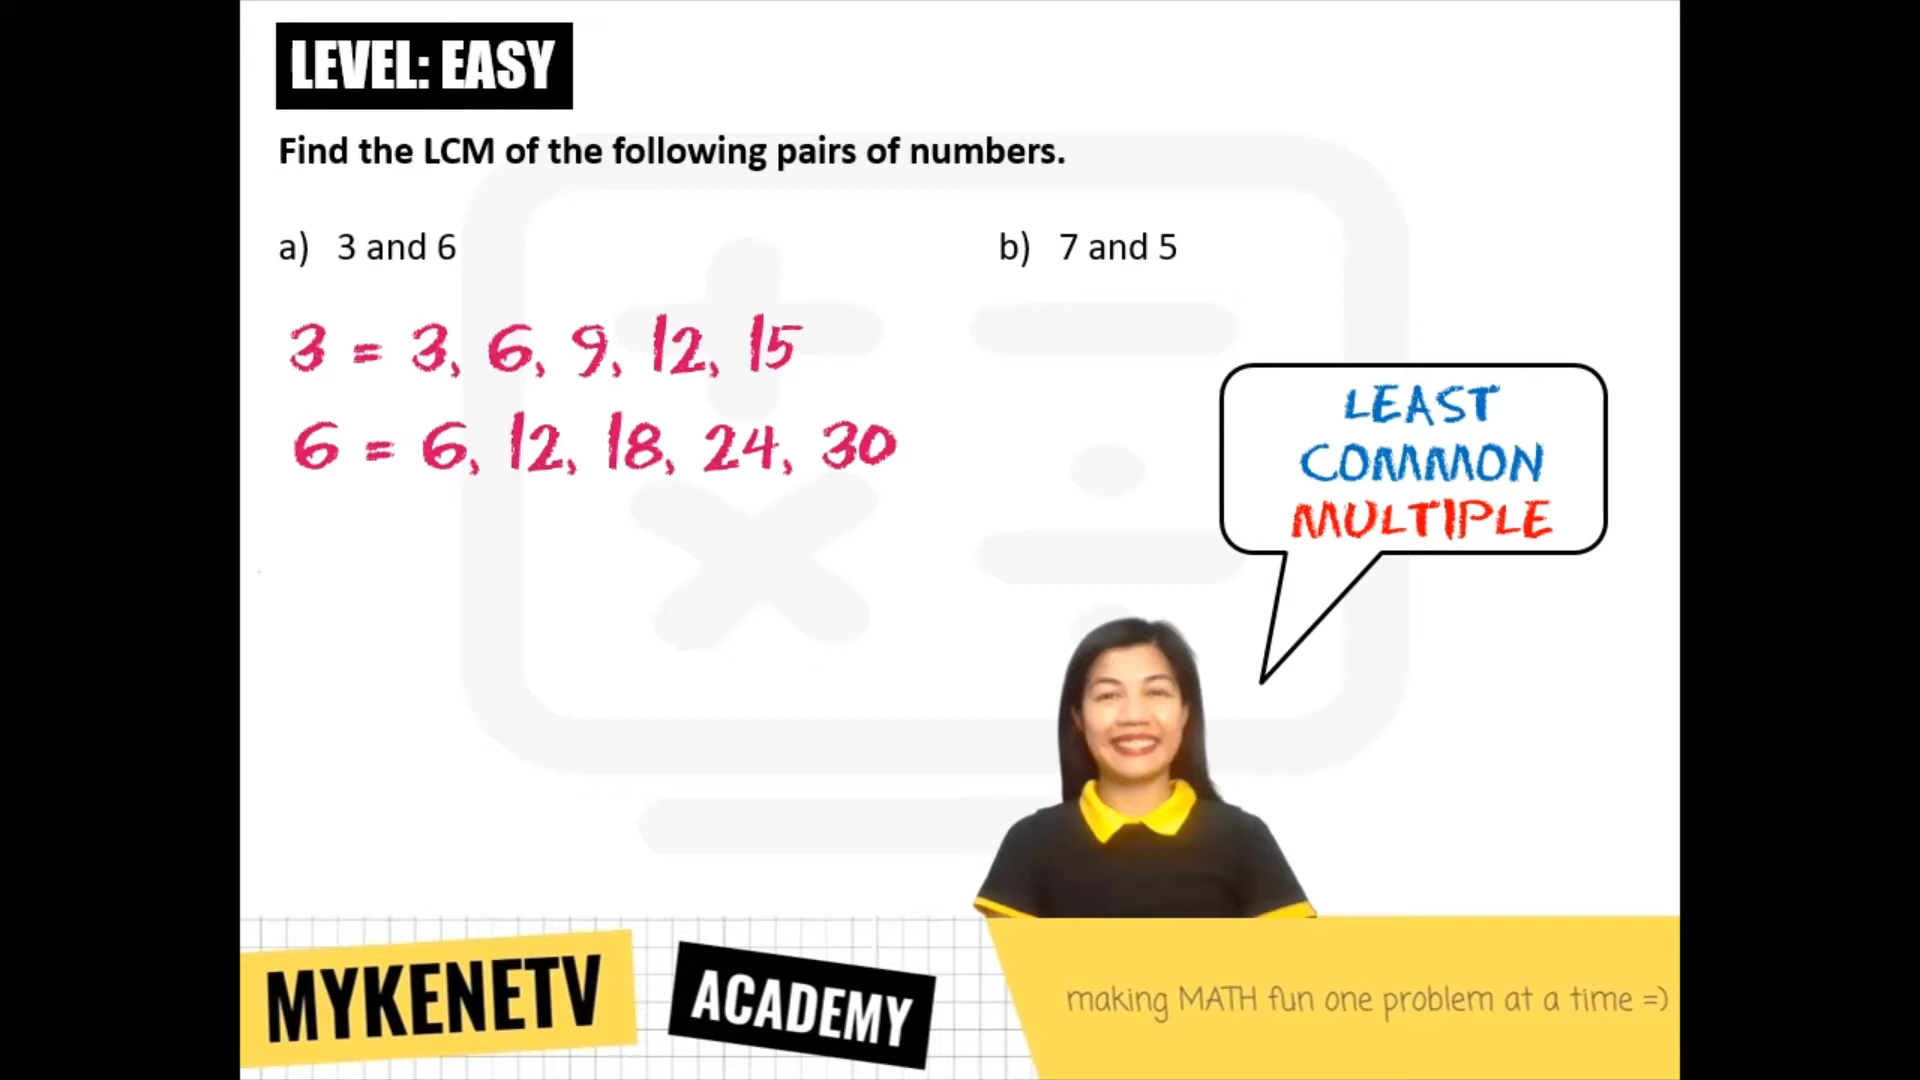 LEVEL: EASY
Find the LCM of the following pairs of numbers.
a) 3 and 6
b) 7 and 5
3 = 3, 6, 9, 12, 15
6 = 6, 12, 18, 24, 30
LEAST
COMMON
MULTIPLE
MYKENETV
ACADEMY
making MATH fun one problem at a time =)